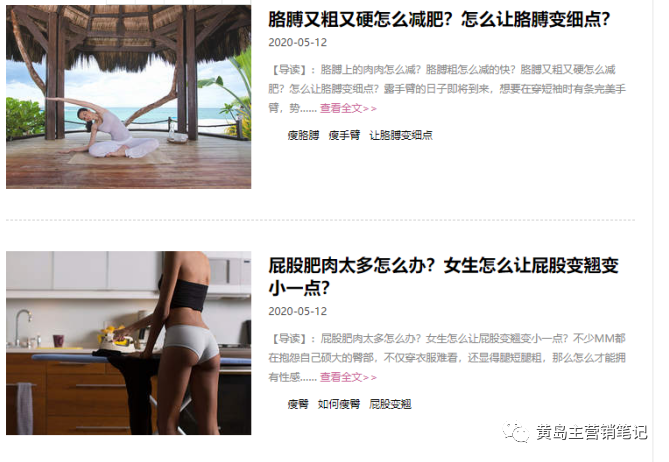 胳膊又粗又硬怎么减肥？怎么让胳膊变细点？
2020-05-12
【导读】：胳膊上的肉肉怎么减？胳膊粗怎么减的快？胳膊又粗又硬怎么减
肥？怎么让胳膊变细点？露手臂的日子即将到来，想要在穿短袖时有条完美手
臂，势...... 查看全文>>
瘦胳膊 瘦手臂 让胳膊变细点
屁股肥肉太多怎么办？女生怎么让屁股变翘变
小一点？
2020-05-12
【导读】：屁股肥肉太多怎么办？女生怎么让屁股变翘变小一点？不少MM都
在抱怨自己硕大的臀部，不仅穿衣服难看，还显得腿短腿粗，那么怎么才能拥
有性感...... 查看全文>>
瘦臀 如何瘦臀 屁股变翘
黄岛主营销笔记